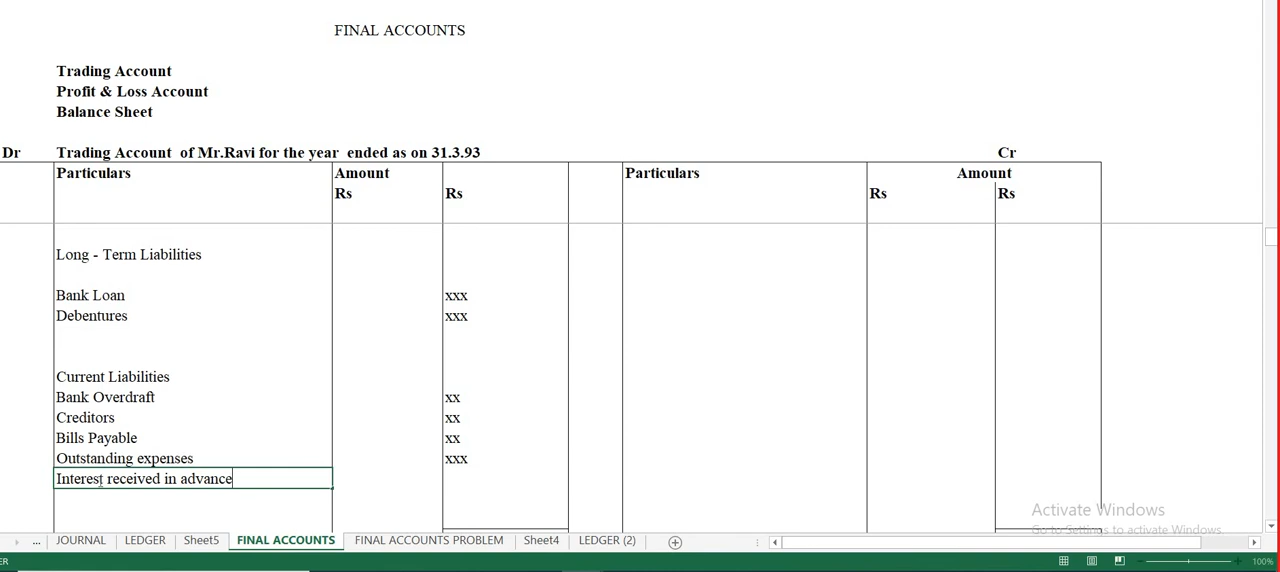 FINAL ACCOUNTS
Trading Account
Profit & Loss Account
Balance Sheet
Dr Trading Account of Mr.Ravi for the year ended as on 31.3.93 Cr
Particulars Amount Particulars Amount
Rs Rs Rs Rs
Long - Term Liabilities
Bank Loan xxx
Debentures xxx
Current Liabilities
Bank Overdraft xx
Creditors xx
Bills Payable xx
Outstanding expenses xxx
Interest received in advance
Activate Windows
Go to Settings to activate Windows.
... JOURNAL LEDGER Sheet5 FINAL ACCOUNTS FINAL ACCOUNTS PROBLEM Sheet4 LEDGER (2)
ER 100%